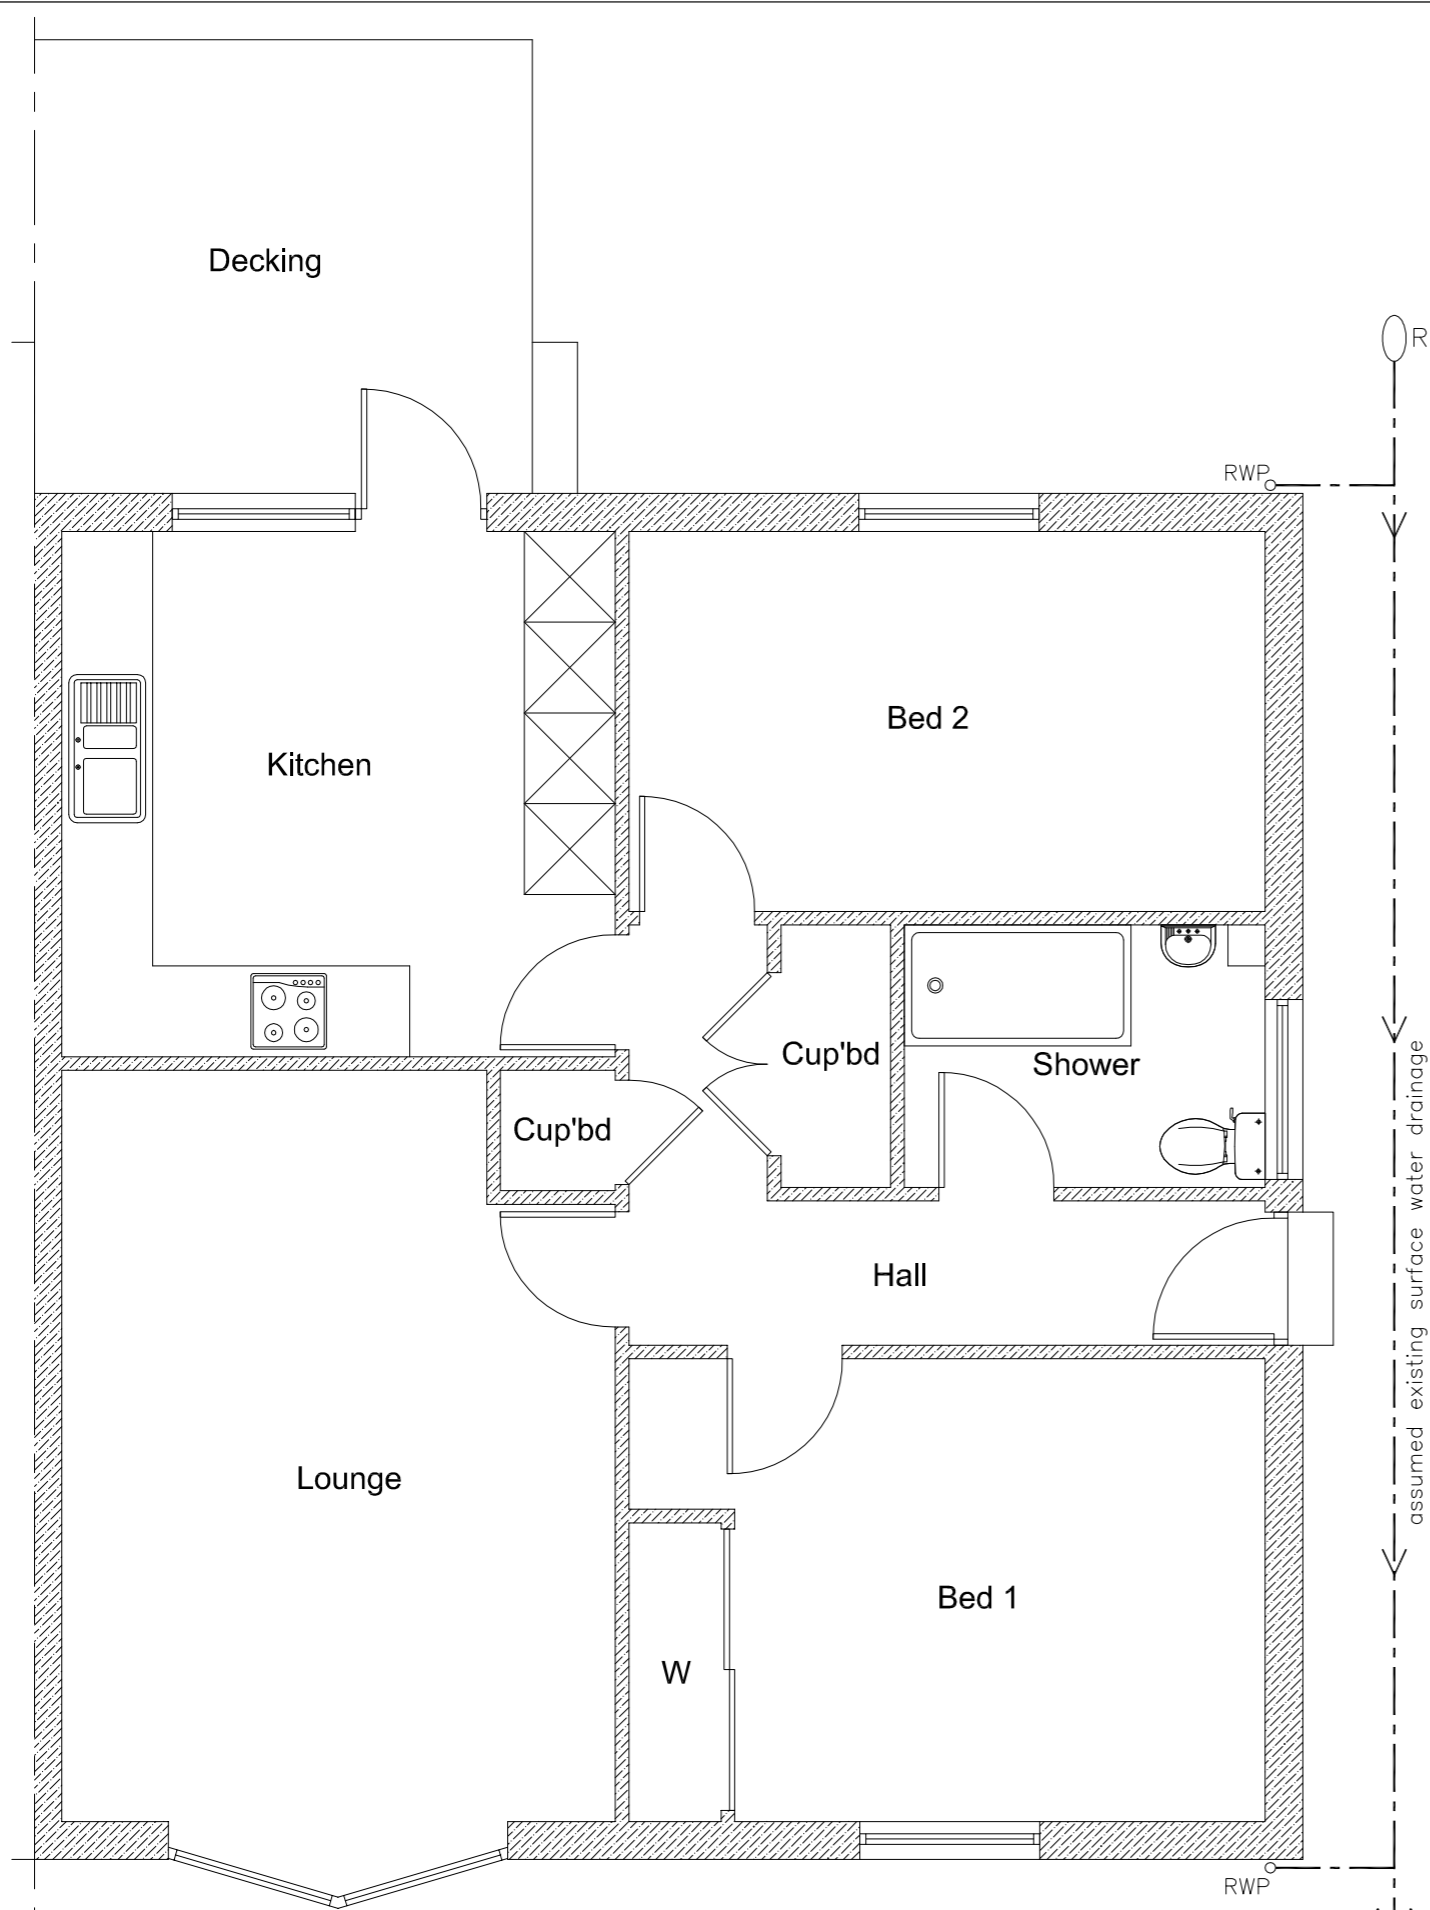 Decking
R
RWP
Bed 2
Kitchen
Cup'bd
Shower
Cup'bd
Hall
assumed existing surface water drainage
Lounge
Bed 1
W
RWP